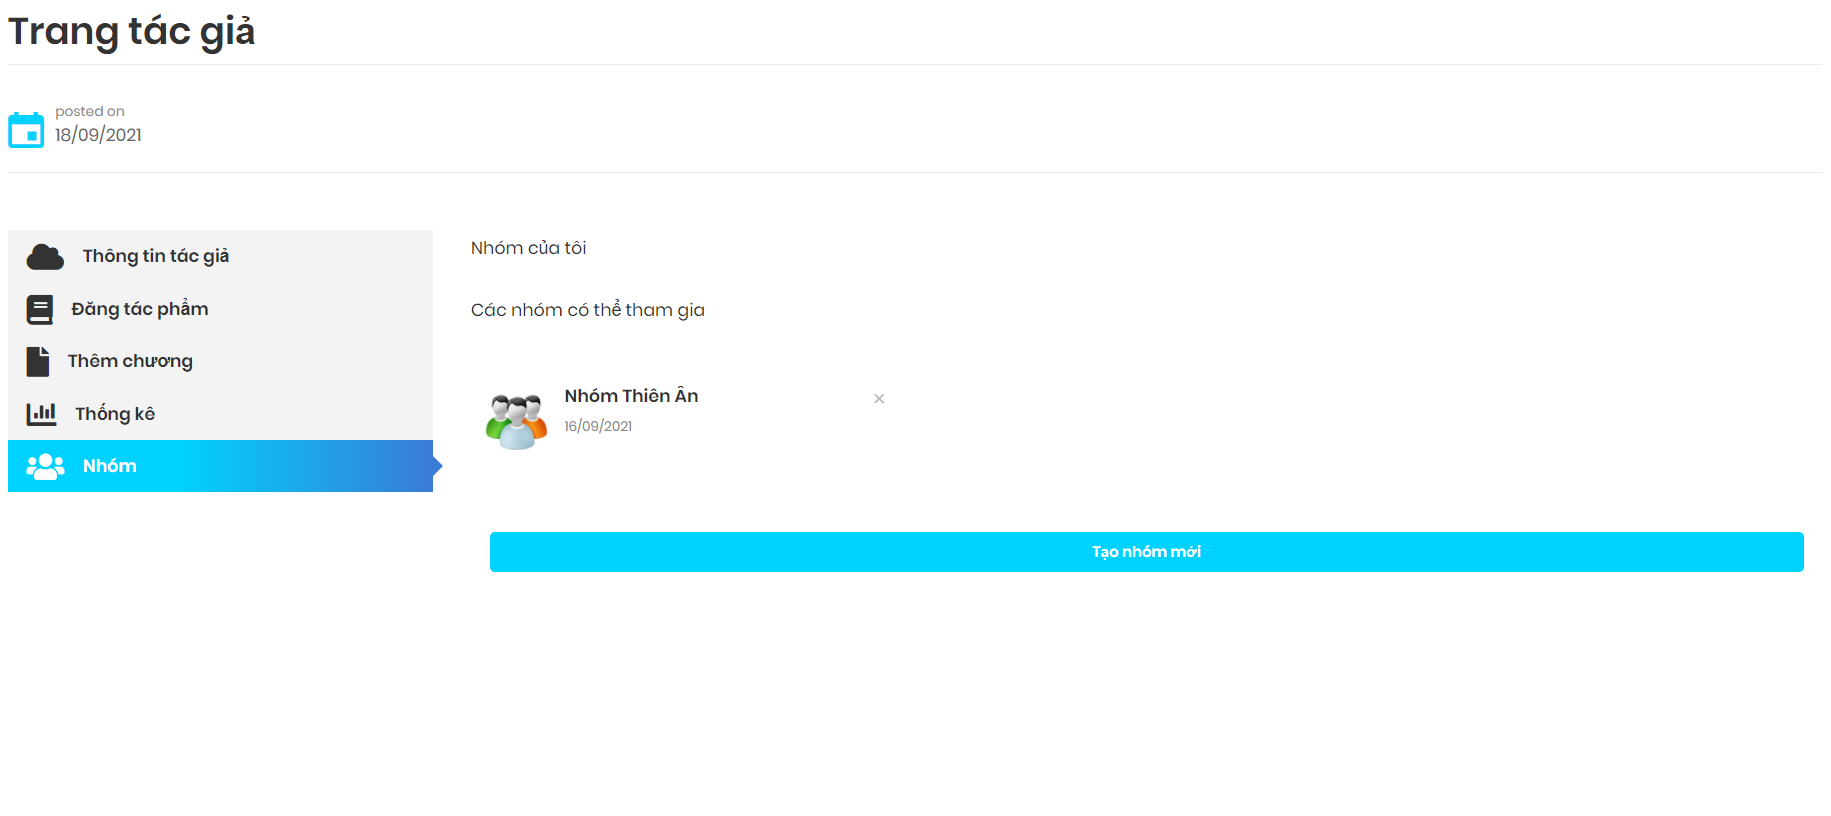 Trang tác giả
posted on
18/09/2021
Thông tin tác giả
Đăng tác phẩm
Thêm chương
Thống kê
Nhóm
Nhóm của tôi
Các nhóm có thể tham gia
Nhóm Thiên Ân
16/09/2021
Tạo nhóm mới